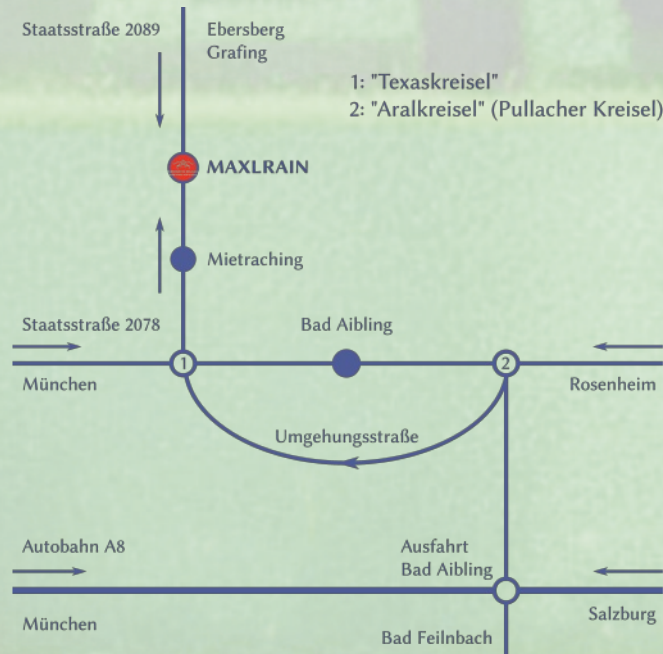 Staatsstraße 2089
Ebersberg
Grafing
1: "Texaskreisel"
2: "Aralkreisel" (Pullacher Kreisel)
MAXLRAIN
Mietraching
Staatsstraße 2078
Bad Aibling
1
2
München
Rosenheim
Umgehungsstraße
Autobahn A8
Ausfahrt
Bad Aibling
München
Salzburg
Bad Feilnbach